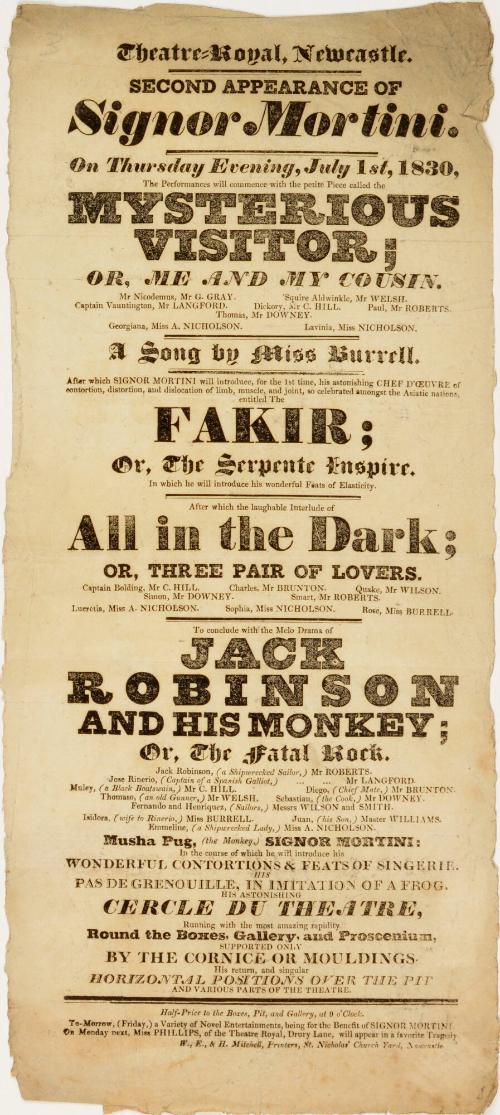 Theatre=Royal, Newcastle.
SECOND APPEARANCE OF
Signor Mortini.
On Thursday Evening, July 1st, 1830,
The Performances will commence with the petite Piece called the
MYSTERIOUS
VISITOR;
OR, ME AND MY COUSIN.
Mr Nicodemus, Mr G. GRAY. 'Squire Aldwinkle, Mr WELSH.
Captain Vauntington, Mr LANGFORD. Dickory, Mr C. HILL. Paul, Mr ROBERTS.
Thomas, Mr DOWNEY.
Georgiana, Miss A. NICHOLSON. Lavinia, Miss NICHOLSON.
A Song by Miss Burrell.
After which SIGNOR MORTINI will introduce, for the 1st time, his astonishing CHEF D'ŒUVRE of
contortion, distortion, and dislocation of limb, muscle, and joint, so celebrated amongst the Asiatic nations,
entitled The
FAKIR;
Or, The Serpente Inspire.
In which he will introduce his wonderful Feats of Elasticity.
After which the laughable Interlude of
All in the Dark;
OR, THREE PAIR OF LOVERS.
Captain Bolding, Mr C. HILL. Charles, Mr BRUNTON. Quake, Mr WILSON.
Simon, Mr DOWNEY. Smart, Mr ROBERTS.
Lucretia, Miss A. NICHOLSON. Sophia, Miss NICHOLSON. Rose, Miss BURRELL.
To conclude with the Melo Drama of
JACK
ROBINSON
AND HIS MONKEY;
Or, The Fatal Rock.
Jack Robinson, (a Shipwrecked Sailor,) Mr ROBERTS.
Jose Rinerio, (Captain of a Spanish Galliot,) ... ... Mr LANGFORD.
Muley, (a Black Boatswain,) Mr C. HILL. Diego, (Chief Mate,) Mr BRUNTON.
Thomaso, (an old Gunner,) Mr WELSH. Sebastian, (the Cook,) Mr DOWNEY.
Fernando and Henriquez, (Sailors,) Messrs WILSON and SMITH.
Isidora, (wife to Rinerio,) Miss BURRELL. Juan, (his Son,) Master WILLIAMS.
Emmeline, (a Shipwrecked Lady,) Miss A. NICHOLSON.
Musha Pug, (the Monkey,) SIGNOR MORTINI:
In the course of which he will introduce his
WONDERFUL CONTORTIONS & FEATS OF SINGERIE.
HIS
PAS DE GRENOUILLE, IN IMITATION OF A FROG.
HIS ASTONISHING
CERCLE DU THEATRE,
Running with the most amazing rapidity
Round the Boxes, Gallery, and Proscenium,
SUPPORTED ONLY
BY THE CORNICE OR MOULDINGS.
His return, and singular
HORIZONTAL POSITIONS OVER THE PIT
AND VARIOUS PARTS OF THE THEATRE.
Half-Price to the Boxes, Pit, and Gallery, at 9 o'Clock.
To-Morrow, (Friday,) a Variety of Novel Entertainments, being for the Benefit of SIGNOR MORTINI.
On Monday next, Miss PHILLIPS, of the Theatre Royal, Drury Lane, will appear in a favorite Tragedy.
W., E., & H. Mitchell, Printers, St. Nicholas' Church Yard, Newcastle.